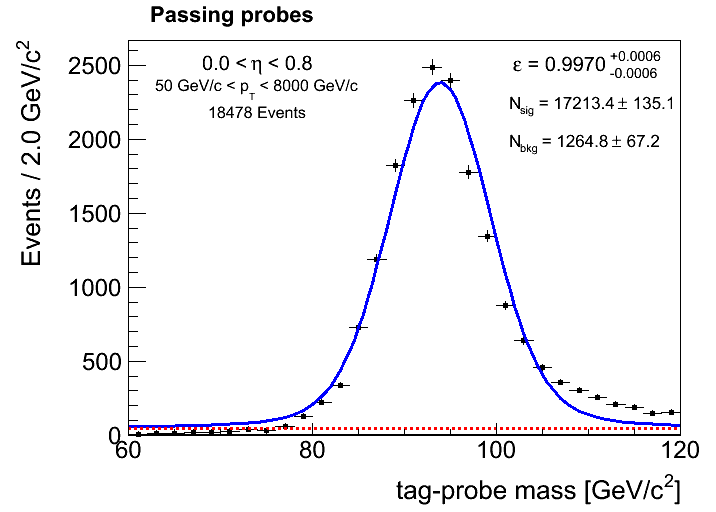 Passing probes
0.0 < η < 0.8
50 GeV/c < p_T < 8000 GeV/c
18478 Events
ε = 0.9970 +0.0006 -0.0006
N_sig = 17213.4 ± 135.1
N_bkg = 1264.8 ± 67.2
Events / 2.0 GeV/c²
2500
2000
1500
1000
500
0
60 80 100 120
tag-probe mass [GeV/c²]